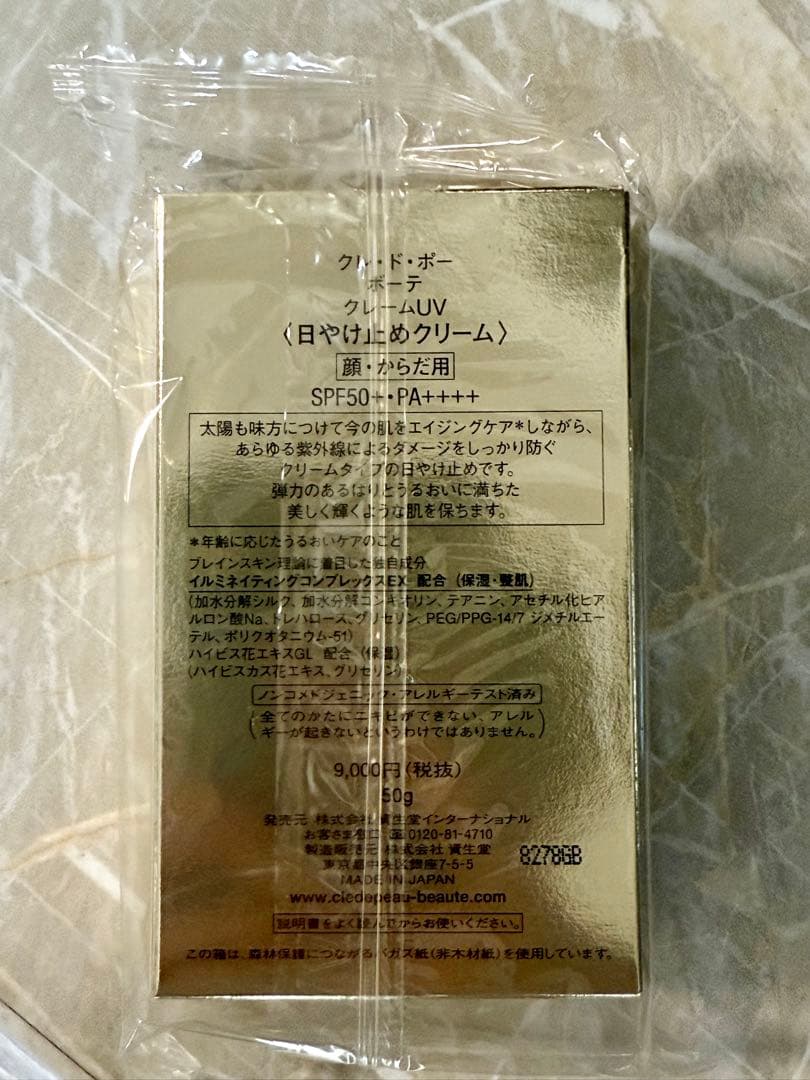 クレ・ド・ポー
ボーテ
クレームUV
〈日やけ止めクリーム〉
顔・からだ用
SPF50+・PA++++
太陽も味方につけて今の肌をエイジングケア*しながら、
あらゆる紫外線によるダメージをしっかり防ぐ
クリームタイプの日やけ止めです。
弾力のあるはりとうるおいに満ちた
美しく輝くような肌を保ちます。
*年齢に応じたうるおいケアのこと
ブレインスキン理論に着目した独自成分
イルミネイティングコンプレックスEX 配合（保湿・整肌）
（加水分解シルク、加水分解コンキオリン、テアニン、アセチル化ヒア
ルロン酸Na、トレハロース、グリセリン、PEG/PPG-14/7 ジメチルエー
テル、ポリクオタニウム-51）
ハイビス花エキスGL 配合（保湿）
（ハイビスカス花エキス、グリセリン）
ノンコメドジェニック・アレルギーテスト済み
（全てのかたにニキビができない、アレル
ギーが起きないというわけではありません。）
9,000円（税抜）
50g
発売元 株式会社 資生堂インターナショナル
お客さま窓口 0120-81-4710
製造販売元 株式会社 資生堂
東京都中央区銀座7-5-5
MADE IN JAPAN
8278GB
www.cledepeau-beaute.com
説明書をよく読んでからお使いください。
この箱は、森林保護につながるバガス紙（非木材紙）を使用しています。